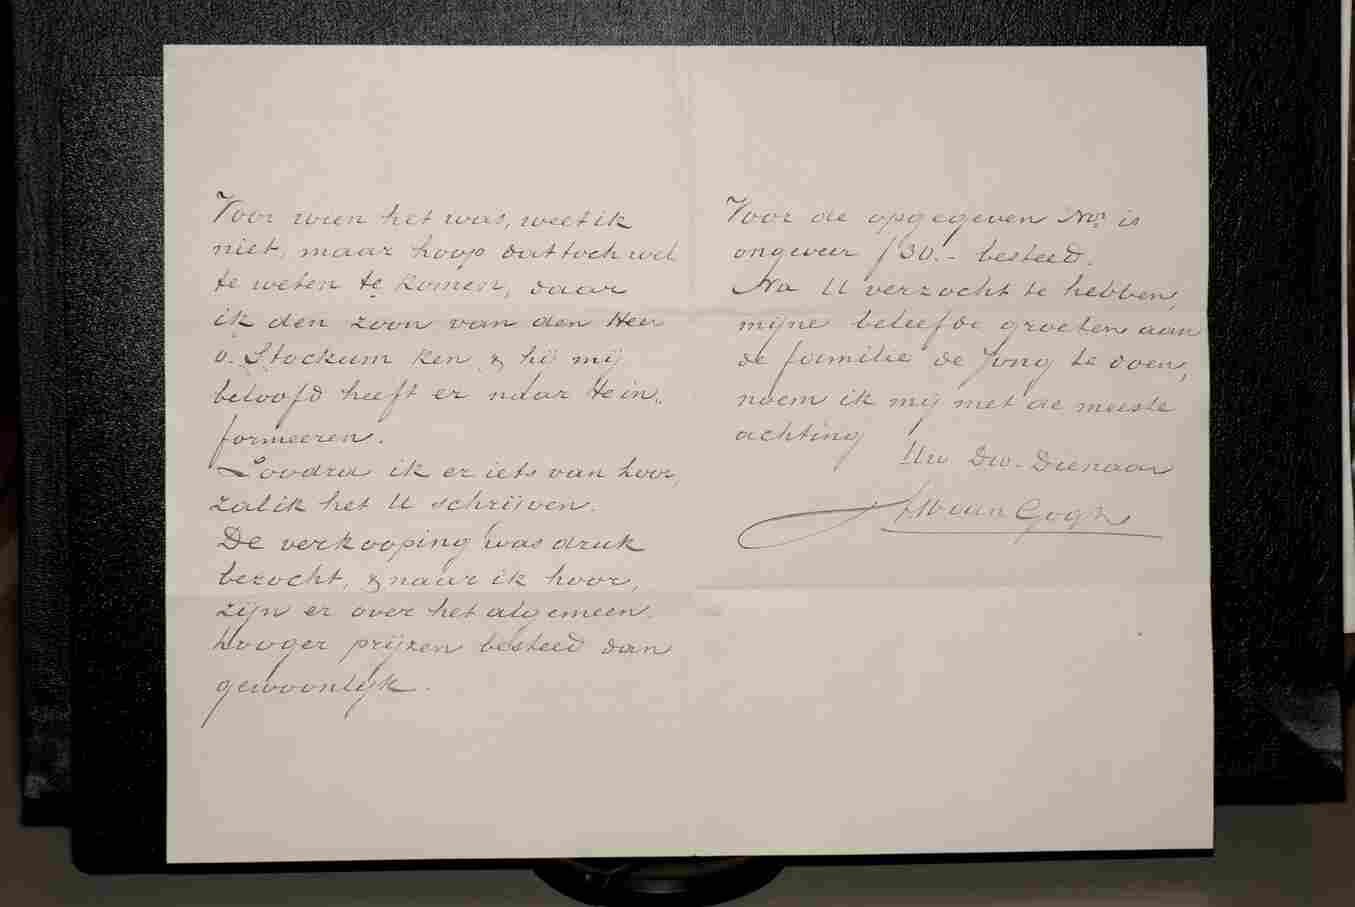 Voor wien het was, weet ik
niet, maar hoop dat toch wel
te weten te komen, daar
ik den zoon van den Heer
v. Stockum ken & hij mij
beloofd heeft er naar te in.
formeeren.
Zoodra ik er iets van hoor,
zal ik het U schrijven.
De verkooping was druk
bezocht, & naar ik hoor,
zijn er over het algemeen
hooger prijzen besteed dan
gewoonlijk.
Voor de opgegeven Nos. is
ongeveer ƒ30.- besteed.
Na U verzocht te hebben,
mijne beleefde groeten aan
de familie de Jong te doen,
noem ik mij met de meeste
achting
Uw Dw. Dienaar
van Gogh